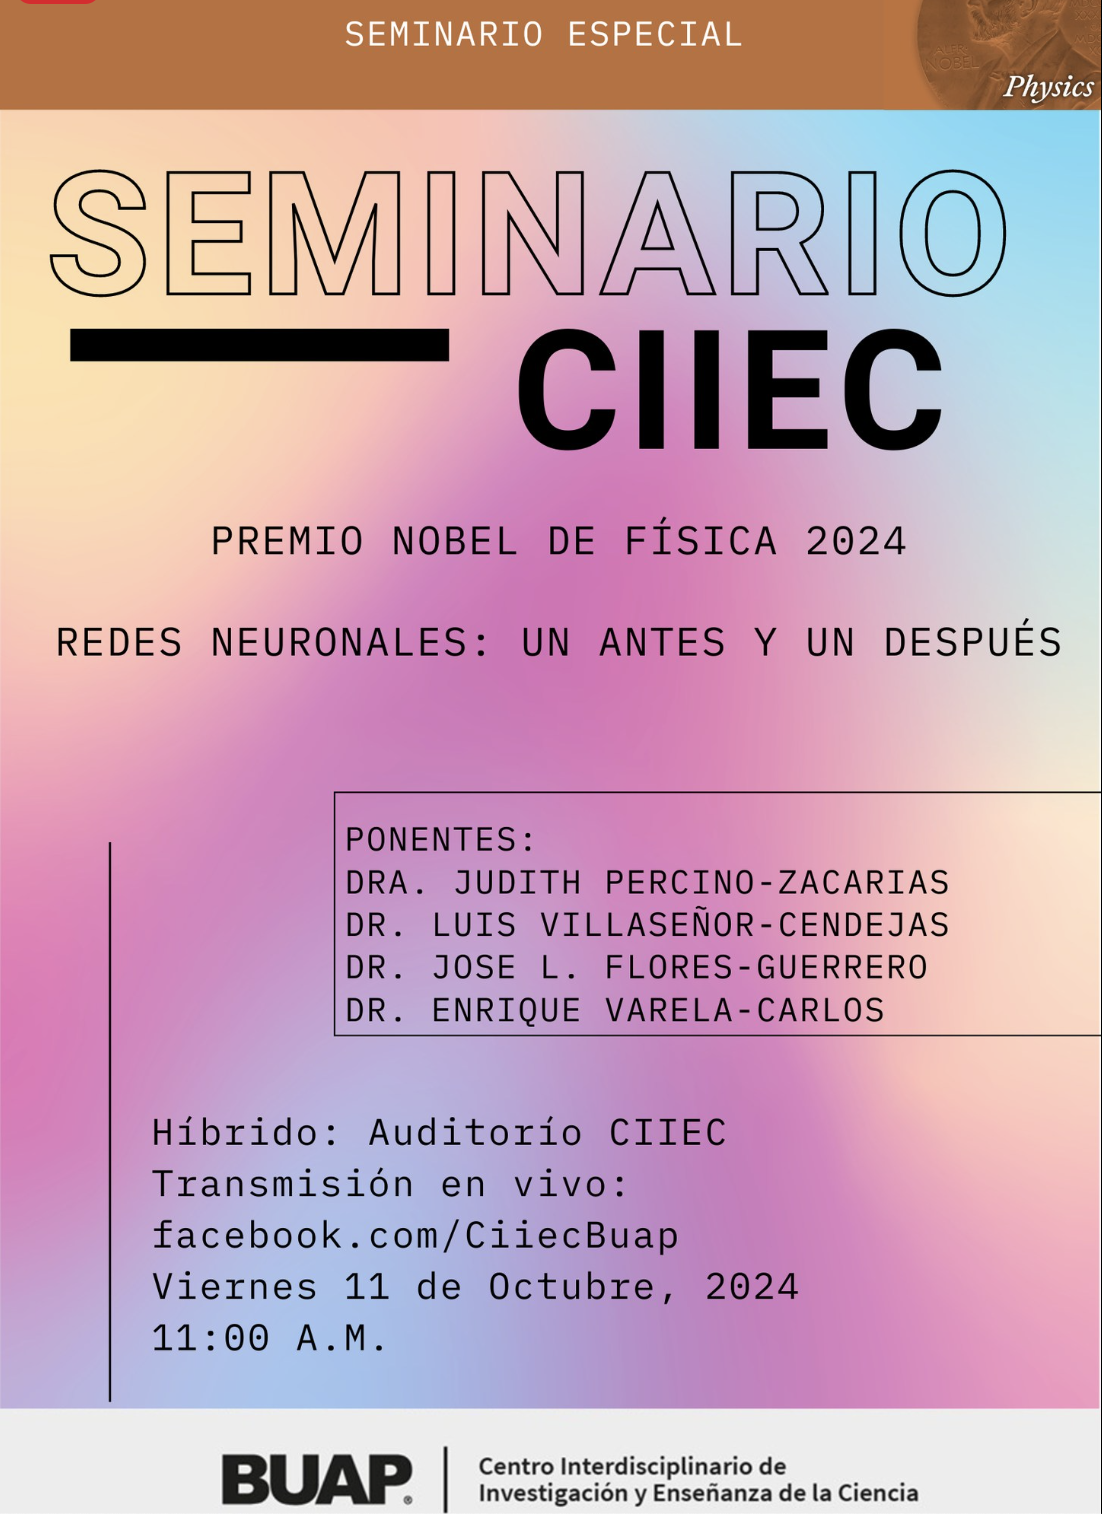 SEMINARIO ESPECIAL
Physics
SEMINARIO
CIIEC
PREMIO NOBEL DE FÍSICA 2024
REDES NEURONALES: UN ANTES Y UN DESPUÉS
PONENTES:
DRA. JUDITH PERCINO-ZACARIAS
DR. LUIS VILLASEÑOR-CENDEJAS
DR. JOSE L. FLORES-GUERRERO
DR. ENRIQUE VARELA-CARLOS
Híbrido: Auditorío CIIEC
Transmisión en vivo:
facebook.com/CiiecBuap
Viernes 11 de Octubre, 2024
11:00 A.M.
BUAP®
Centro Interdisciplinario de
Investigación y Enseñanza de la Ciencia